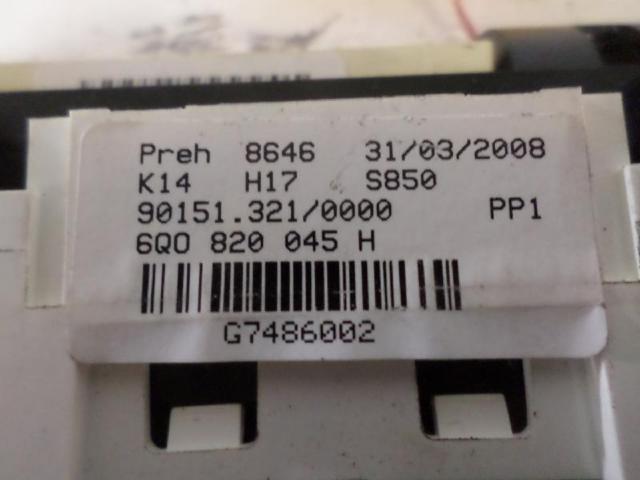 Preh 8646 31/03/2008
K14 H17 S850
90151.321/0000 PP1
6Q0 820 045 H
G7486002